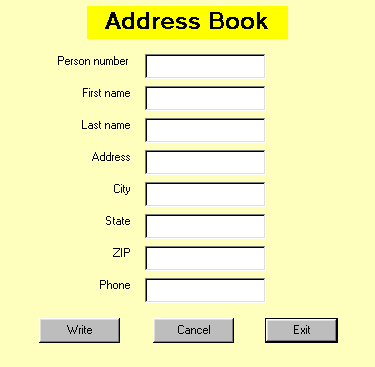 Address Book
Person number
First name
Last name
Address
City
State
ZIP
Phone
Write Cancel Exit